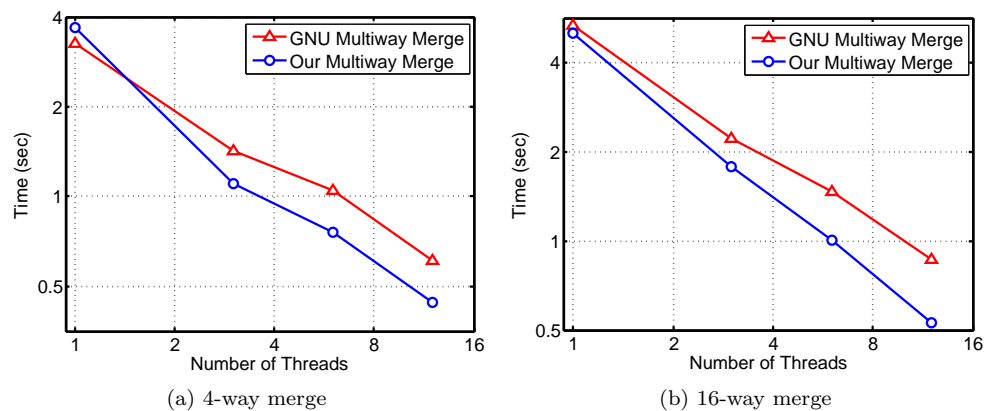 4
2
1
0.5
Time (sec)
GNU Multiway Merge
Our Multiway Merge
1 2 4 8 16
Number of Threads
(a) 4-way merge
4
2
1
0.5
Time (sec)
GNU Multiway Merge
Our Multiway Merge
1 2 4 8 16
Number of Threads
(b) 16-way merge